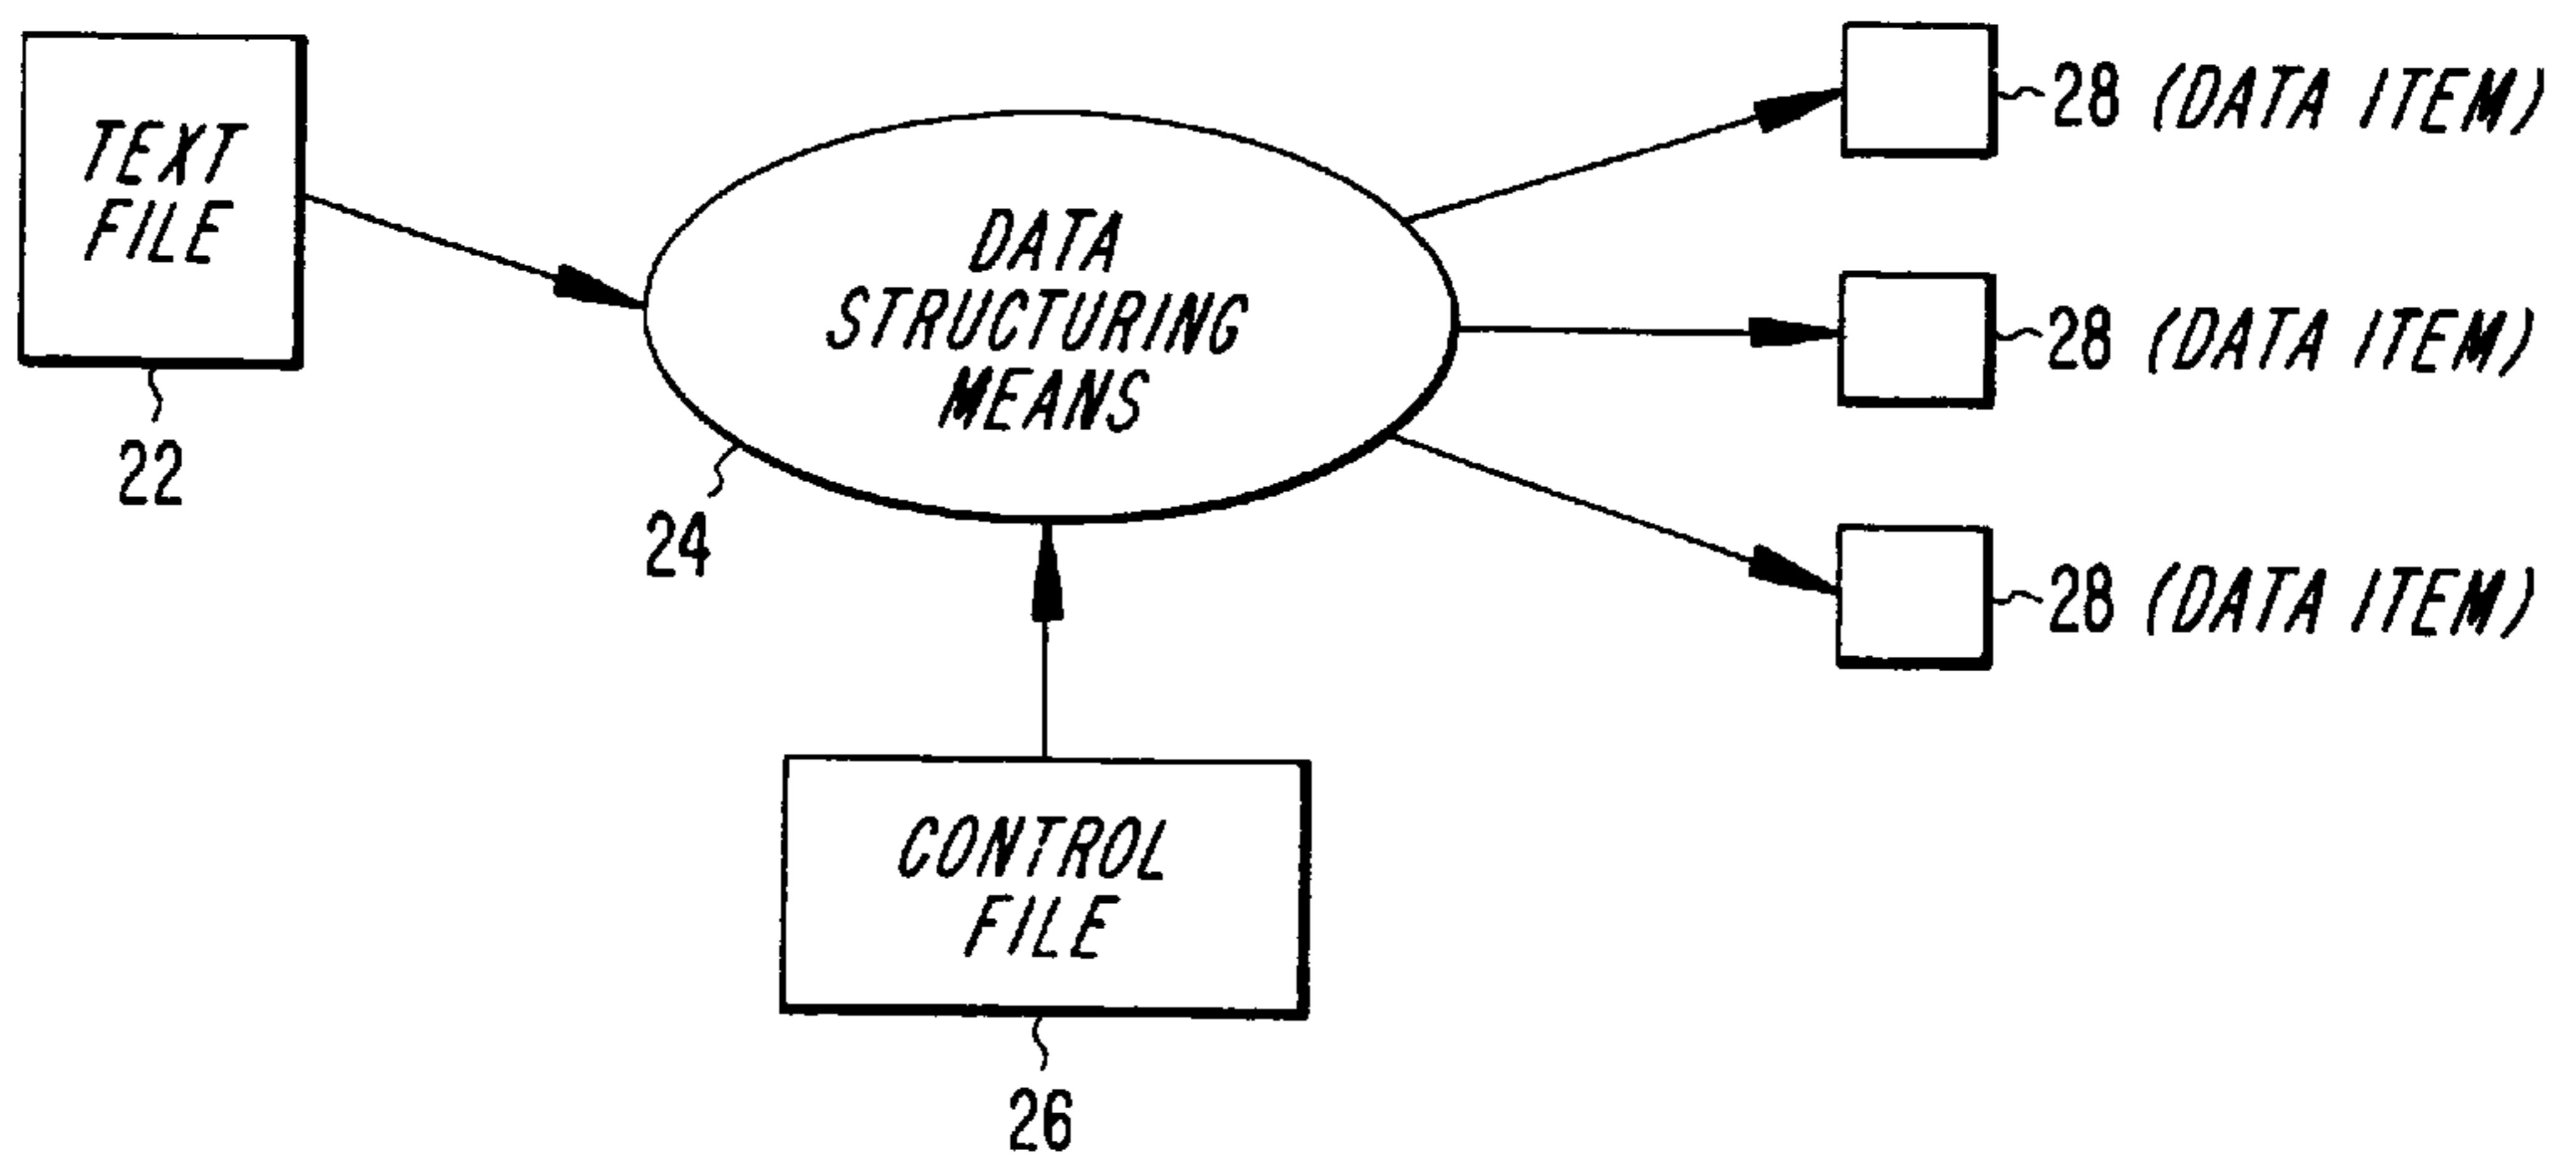 TEXT
FILE
22
DATA
STRUCTURING
MEANS
24
CONTROL
FILE
26
28 (DATA ITEM)
28 (DATA ITEM)
28 (DATA ITEM)